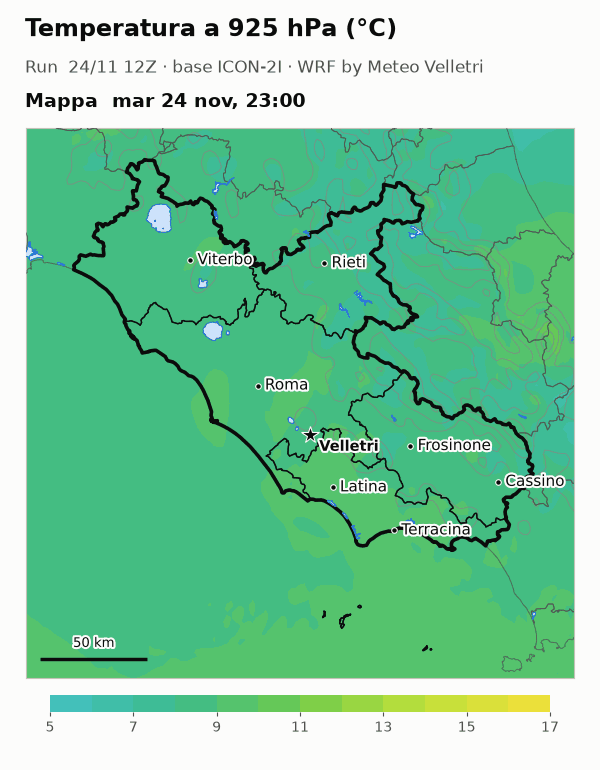 Temperatura a 925 hPa (°C)
Run  24/11 12Z · base ICON-2I · WRF by Meteo Velletri
Mappa  mar 24 nov, 23:00
Viterbo
Rieti
Roma
Velletri
Frosinone
Latina
Cassino
Terracina
50 km
5 7 9 11 13 15 17